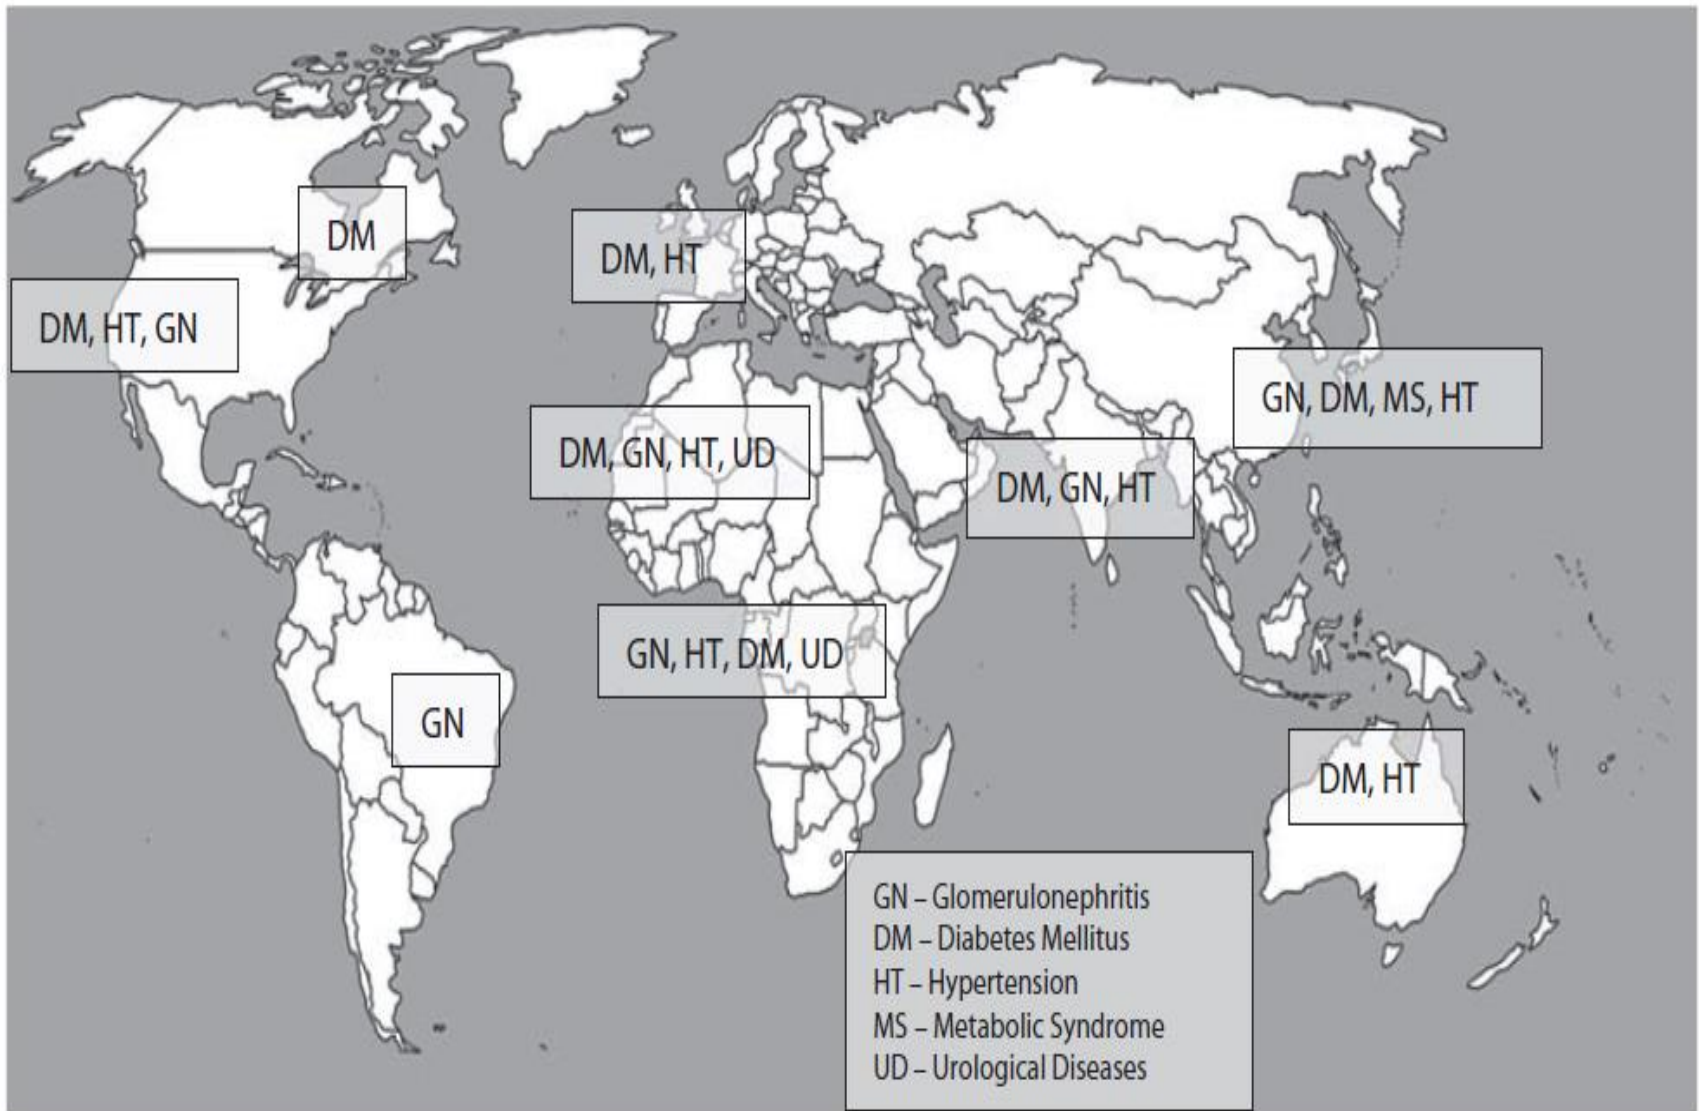 DM
DM, HT
DM, HT, GN
GN, DM, MS, HT
DM, GN, HT, UD
DM, GN, HT
GN, HT, DM, UD
GN
DM, HT
GN – Glomerulonephritis
DM – Diabetes Mellitus
HT – Hypertension
MS – Metabolic Syndrome
UD – Urological Diseases